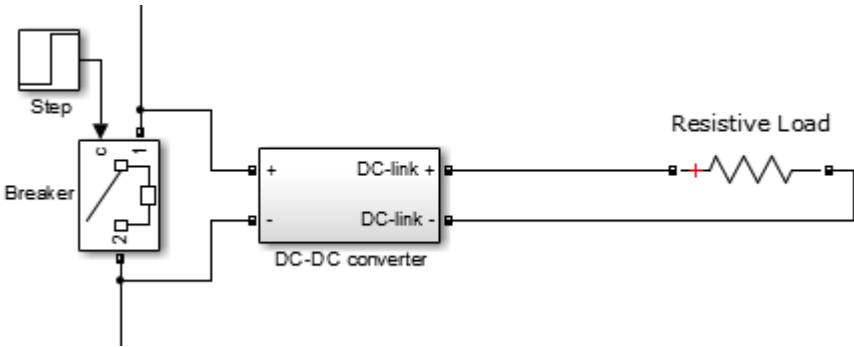 Step
Resistive Load
c 1
Breaker
2
+ DC-link +
- DC-link -
DC-DC converter
+